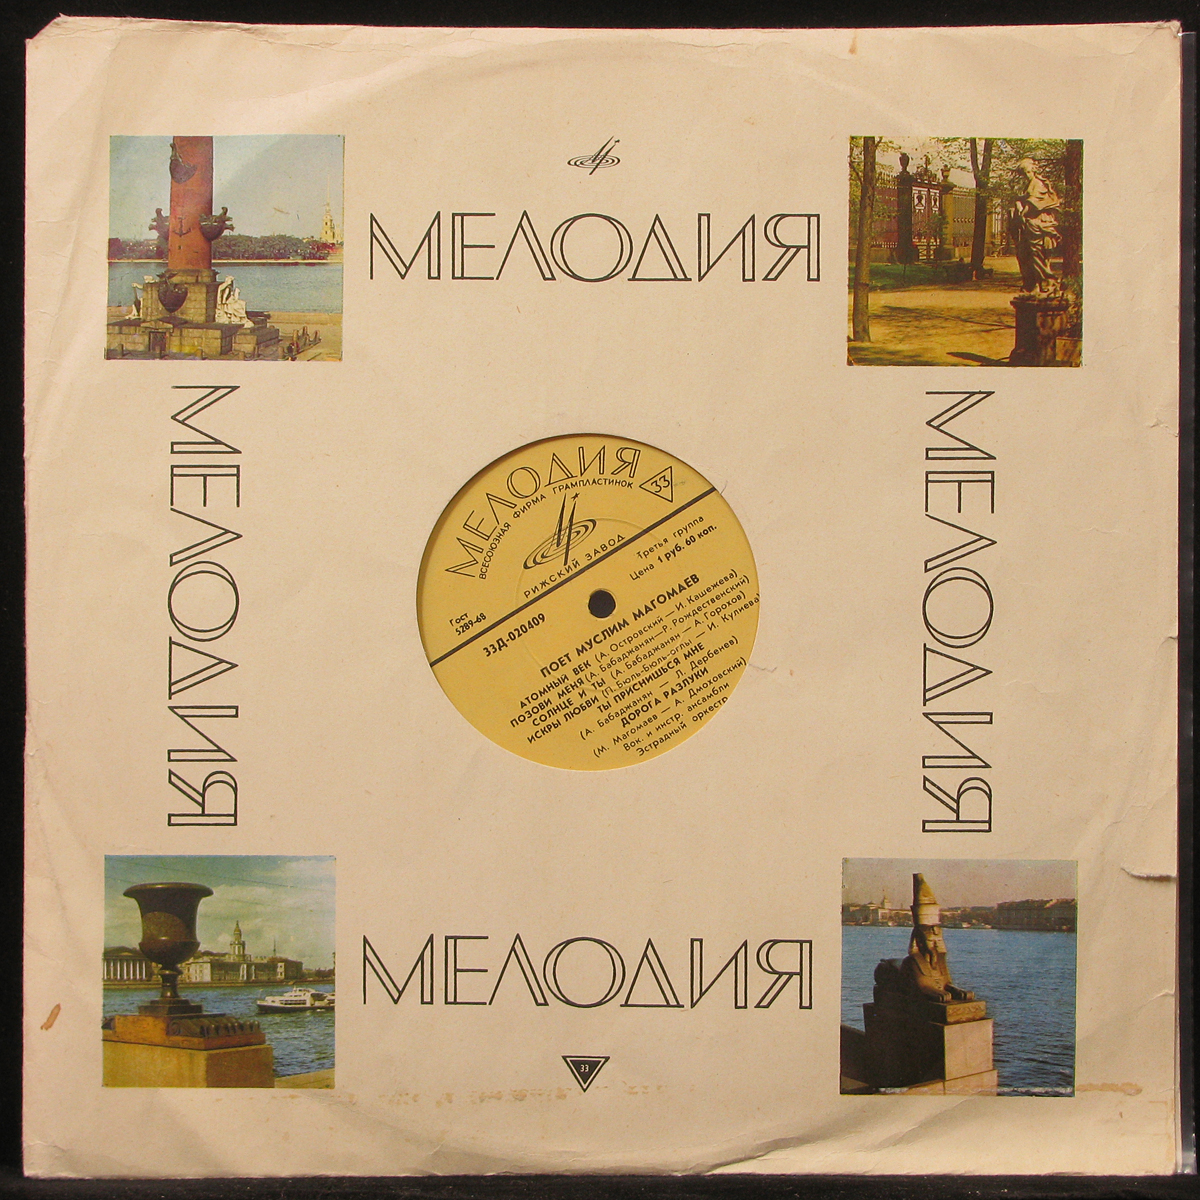 МЕЛОДИЯ
МЕЛОДИЯ
МЕЛОДИЯ
МЕЛОДИЯ
ВСЕСОЮЗНАЯ ФИРМА ГРАМПЛАСТИНОК
33
РИЖСКИЙ ЗАВОД
Третья группа
Цена 1 руб. 60 коп.
Гост
5289-68
33Д-020409
ПОЕТ МУСЛИМ МАГОМАЕВ
АТОМНЫЙ ВЕК (А. Островский — И. Кашежева)
ПОЗОВИ МЕНЯ (А. Бабаджанян—Р. Рождественский)
СОЛНЦЕ И ТЫ (А. Бабаджанян — А. Горохов)
ИСКРЫ ЛЮБВИ (П. Бюль-Бюль-оглы — И. Кулиева)
ТЫ ПРИСНИШЬСЯ МНЕ
(А. Бабаджанян — Л. Дербенев)
ДОРОГА РАЗЛУКИ
(М. Магомаев — А. Дмоховский)
Вок. и инстр. ансамбли
Эстрадный оркестр
МЕЛОДИЯ
33